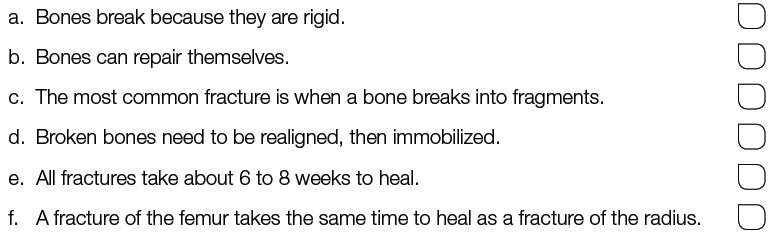 a. Bones break because they are rigid.
b. Bones can repair themselves.
c. The most common fracture is when a bone breaks into fragments.
d. Broken bones need to be realigned, then immobilized.
e. All fractures take about 6 to 8 weeks to heal.
f. A fracture of the femur takes the same time to heal as a fracture of the radius.